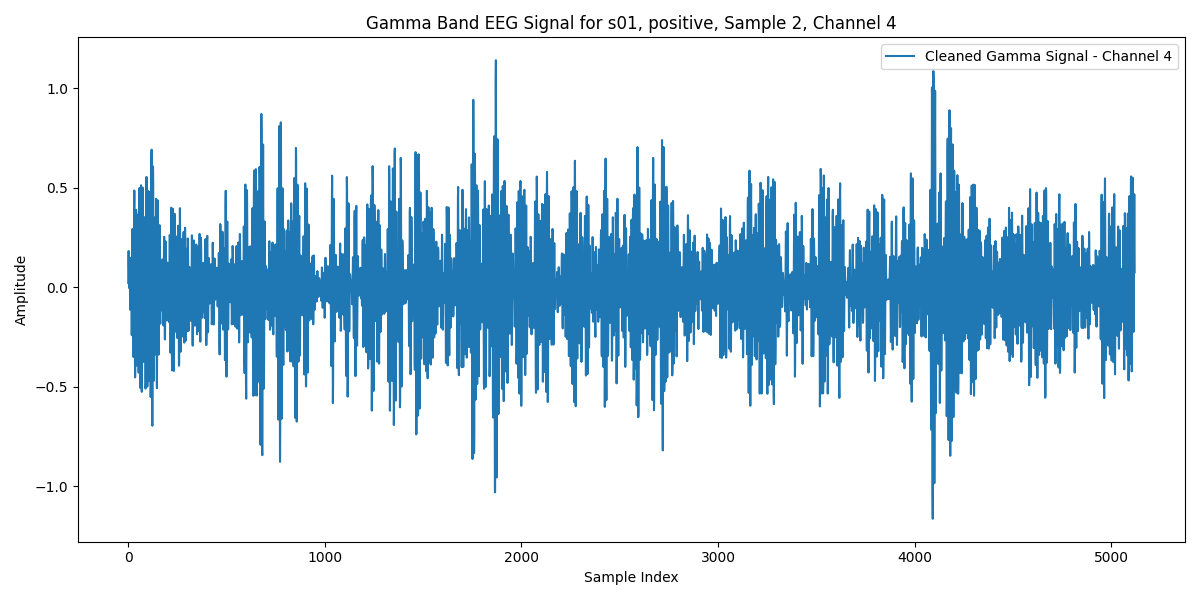 Gamma Band EEG Signal for s01, positive, Sample 2, Channel 4
Cleaned Gamma Signal - Channel 4
1.0
0.5
0.0
−0.5
−1.0
Amplitude
0 1000 2000 3000 4000 5000
Sample Index